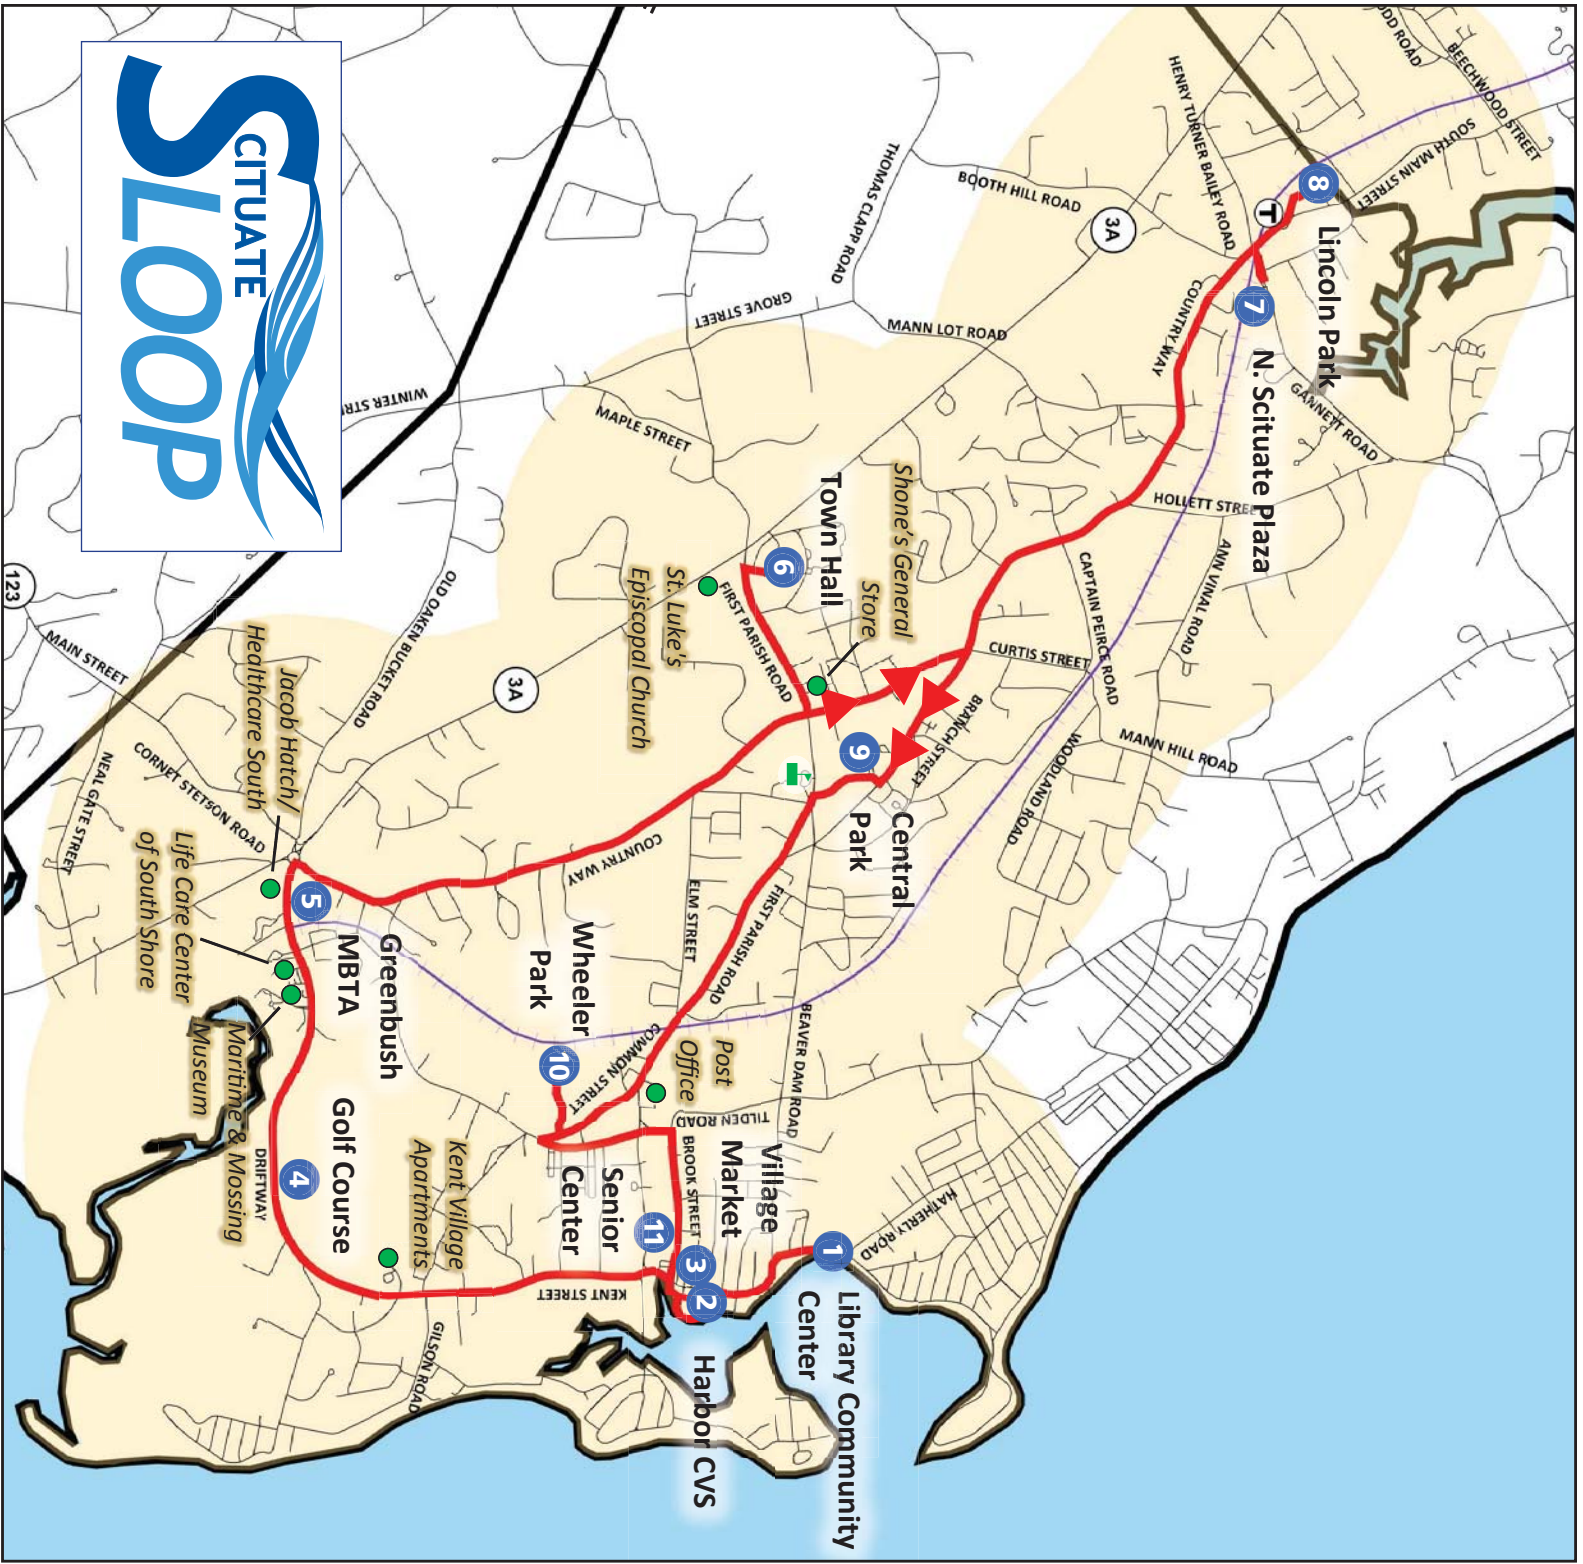 SCITUATE
SLOOP
BEECHWOOD STREET
SOUTH MAIN STREET
HENRY TURNER BAILEY ROAD
BOOTH HILL ROAD
THOMAS CLAPP ROAD
3A
8
Lincoln Park
T
7
N. Scituate Plaza
GANNETT ROAD
COUNTRY WAY
MANN LOT ROAD
GROVE STREET
MAPLE STREET
HOLLETT
ANN VINAL ROAD
CAPTAIN PEIRCE ROAD
CURTIS STREET
MANN HILL ROAD
WOODLAND ROAD
BRANCH STREET
Shone's General
Store
6
Town Hall
St. Luke's
Episcopal Church
FIRST PARISH ROAD
9
Central
Park
OLD OAKEN BUCKET ROAD
3A
123
MAIN STREET
CORNET STETSON ROAD
NEAL GATE STREET
Jacob Hatch/
Healthcare South
Life Care Center
of South Shore
Maritime & Mossing
Museum
5
Greenbush
MBTA
COUNTRY WAY
ELM STREET
FIRST PARISH ROAD
BEAVER DAM ROAD
Wheeler
Park
10
COMMON STREET
Post
Office
TILDEN ROAD
HATHERLY ROAD
4
Golf Course
DRIFTWAY
Kent Village
Apartments
Senior
Center
11
BROOK STREET
Village
Market
3
2
Harbor CVS
1
Library Community
Center
KENT STREET
GILSON ROAD